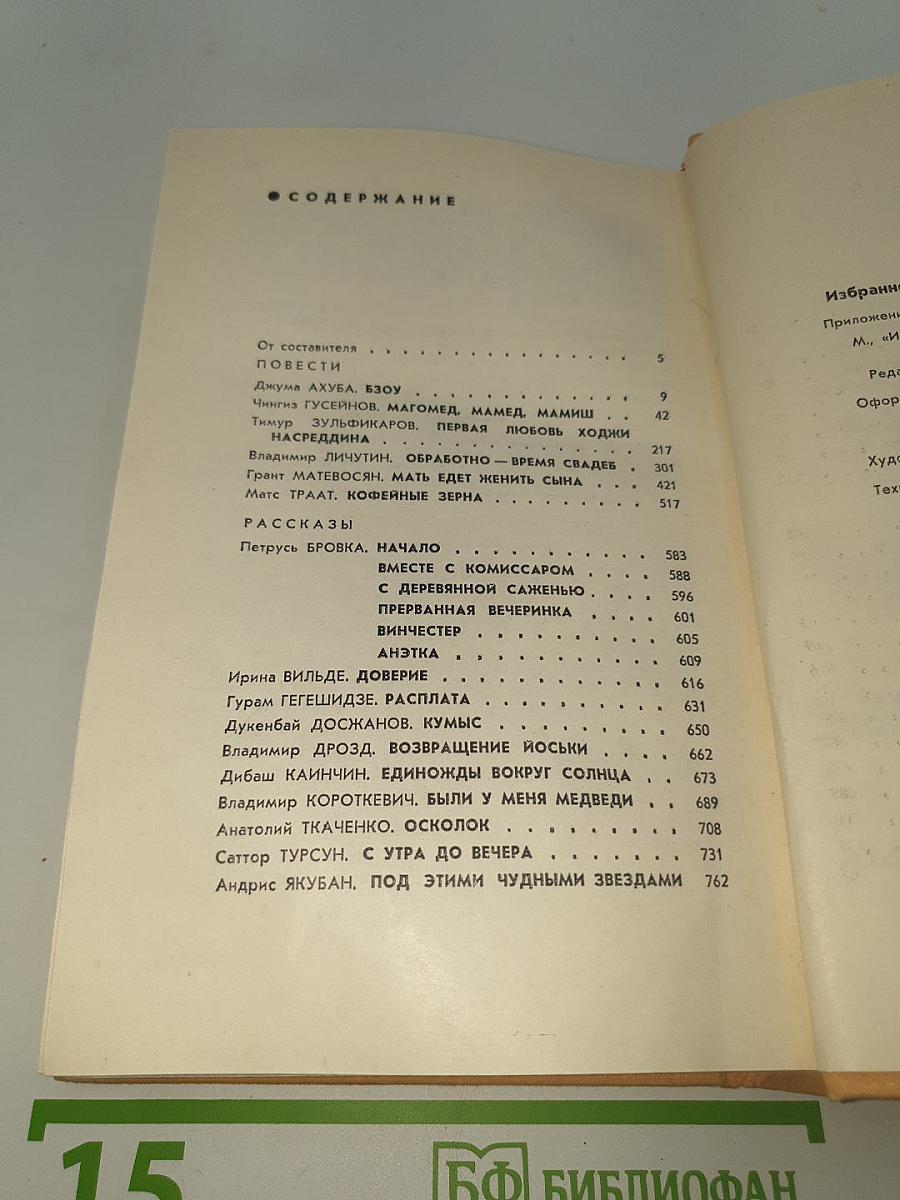 ● СОДЕРЖАНИЕ
От составителя . . . . . . . . . . . . . . . . 5
ПОВЕСТИ
Джума АХУБА. БЗОУ . . . . . . . . . . . . . 9
Чингиз ГУСЕЙНОВ. МАГОМЕД, МАМЕД, МАМИШ . . 42
Тимур ЗУЛЬФИКАРОВ. ПЕРВАЯ ЛЮБОВЬ ХОДЖИ
НАСРЕДДИНА . . . . . . . . . . . . . . 217
Владимир ЛИЧУТИН. ОБРАБОТНО — ВРЕМЯ СВАДЕБ . 301
Грант МАТЕВОСЯН. МАТЬ ЕДЕТ ЖЕНИТЬ СЫНА . . . 421
Матс ТРААТ. КОФЕЙНЫЕ ЗЕРНА . . . . . . . . . 517
РАССКАЗЫ
Петрусь БРОВКА. НАЧАЛО . . . . . . . . . . . 583
ВМЕСТЕ С КОМИССАРОМ . . . . 588
С ДЕРЕВЯННОЙ САЖЕНЬЮ . . . . 596
ПРЕРВАННАЯ ВЕЧЕРИНКА . . . . 601
ВИНЧЕСТЕР . . . . . . . . . 605
АНЭТКА . . . . . . . . . . 609
Ирина ВИЛЬДЕ. ДОВЕРИЕ . . . . . . . . . . . . 616
Гурам ГЕГЕШИДЗЕ. РАСПЛАТА . . . . . . . . . . 631
Дукенбай ДОСЖАНОВ. КУМЫС . . . . . . . . . 650
Владимир ДРОЗД. ВОЗВРАЩЕНИЕ ЙОСЬКИ . . . . 662
Дибаш КАИНЧИН. ЕДИНОЖДЫ ВОКРУГ СОЛНЦА . . 673
Владимир КОРОТКЕВИЧ. БЫЛИ У МЕНЯ МЕДВЕДИ . . 689
Анатолий ТКАЧЕНКО. ОСКОЛОК . . . . . . . . 708
Саттор ТУРСУН. С УТРА ДО ВЕЧЕРА . . . . . . . 731
Андрис ЯКУБАН. ПОД ЭТИМИ ЧУДНЫМИ ЗВЕЗДАМИ 762
Избранно
Приложени
М., «И
Реда
Офор
Худо
Техн
15
БФ БИБЛИОФАН